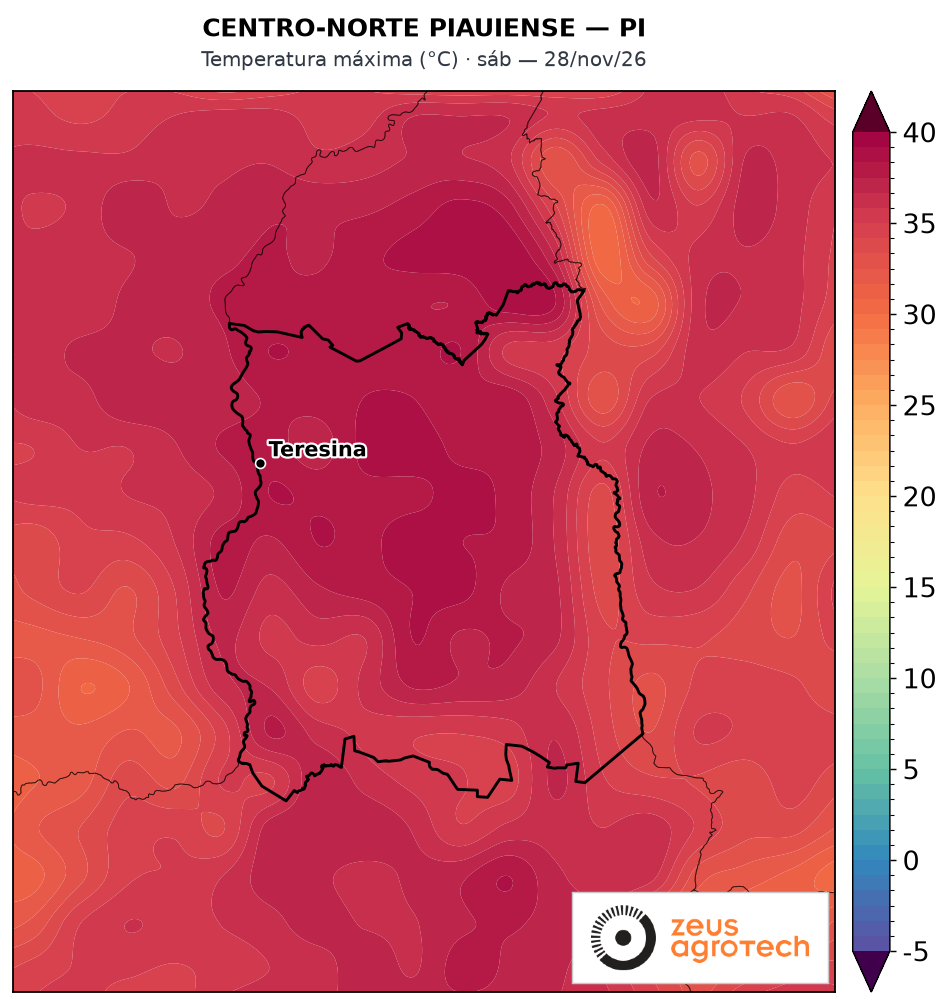 CENTRO-NORTE PIAUIENSE — PI
Temperatura máxima (°C) · sáb — 28/nov/26
Teresina
40
35
30
25
20
15
10
5
0
-5
zeus
agrotech